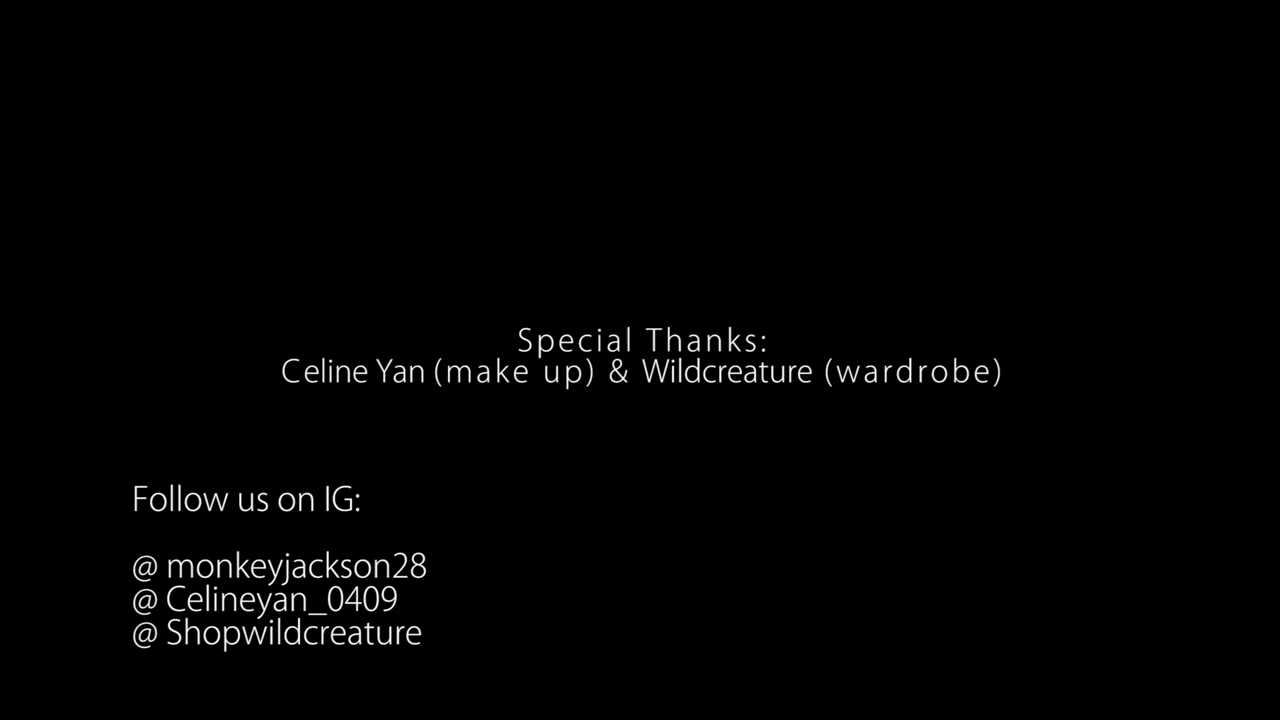 Special Thanks:
Celine Yan (make up) & Wildcreature (wardrobe)
Follow us on IG:
@ monkeyjackson28
@ Celineyan_0409
@ Shopwildcreature